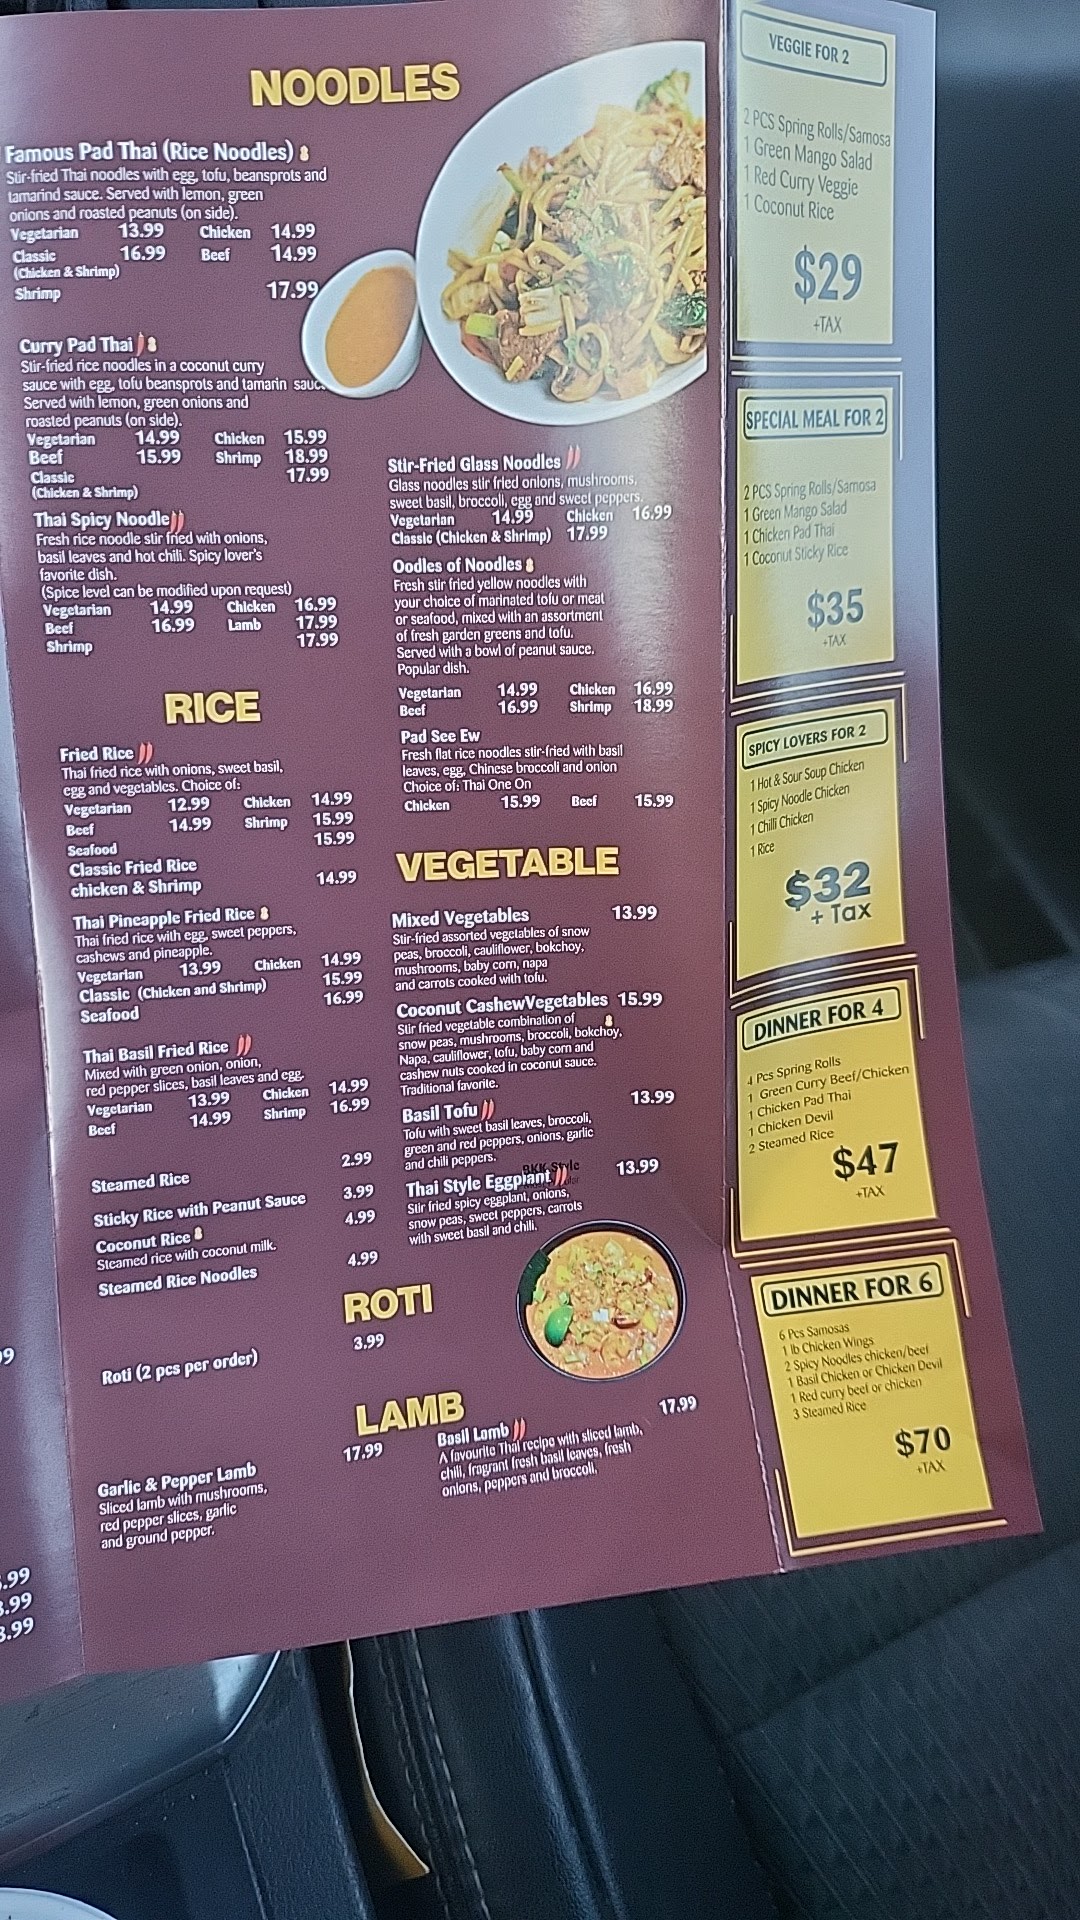 NOODLES
Famous Pad Thai (Rice Noodles)
Stir-fried Thai noodles with egg, tofu, beansprots and
tamarind sauce. Served with lemon, green
onions and roasted peanuts (on side).
Vegetarian 13.99 Chicken 14.99
Classic 16.99 Beef 14.99
(Chicken & Shrimp)
Shrimp 17.99
Curry Pad Thai
Stir-fried rice noodles in a coconut curry
sauce with egg, tofu beansprots and tamarin sauc
Served with lemon, green onions and
roasted peanuts (on side).
Vegetarian 14.99 Chicken 15.99
Beef 15.99 Shrimp 18.99
Classic 17.99
(Chicken & Shrimp)
Thai Spicy Noodle
Fresh rice noodle stir fried with onions,
basil leaves and hot chili. Spicy lover's
favorite dish.
(Spice level can be modified upon request)
Vegetarian 14.99 Chicken 16.99
Beef 16.99 Lamb 17.99
Shrimp 17.99
RICE
Fried Rice
Thai fried rice with onions, sweet basil,
egg and vegetables. Choice of:
Vegetarian 12.99 Chicken 14.99
Beef 14.99 Shrimp 15.99
Seafood 15.99
Classic Fried Rice
chicken & Shrimp 14.99
Thai Pineapple Fried Rice
Thai fried rice with egg, sweet peppers,
cashews and pineapple.
Vegetarian 13.99 Chicken 14.99
Classic (Chicken and Shrimp) 15.99
Seafood 16.99
Thai Basil Fried Rice
Mixed with green onion, onion,
red pepper slices, basil leaves and egg.
Vegetarian 13.99 Chicken 14.99
Beef 14.99 Shrimp 16.99
Steamed Rice 2.99
Sticky Rice with Peanut Sauce 3.99
Coconut Rice 4.99
Steamed rice with coconut milk.
Steamed Rice Noodles 4.99
Stir-Fried Glass Noodles
Glass noodles stir fried onions, mushrooms,
sweet basil, broccoli, egg and sweet peppers.
Vegetarian 14.99 Chicken 16.99
Classic (Chicken & Shrimp) 17.99
Oodles of Noodles
Fresh stir fried yellow noodles with
your choice of marinated tofu or meat
or seafood, mixed with an assortment
of fresh garden greens and tofu.
Served with a bowl of peanut sauce.
Popular dish.
Vegetarian 14.99 Chicken 16.99
Beef 16.99 Shrimp 18.99
Pad See Ew
Fresh flat rice noodles stir-fried with basil
leaves, egg, Chinese broccoli and onion
Choice of: Thai One On
Chicken 15.99 Beef 15.99
VEGETABLE
Mixed Vegetables 13.99
Stir-fried assorted vegetables of snow
peas, broccoli, cauliflower, bokchoy,
mushrooms, baby corn, napa
and carrots cooked with tofu.
Coconut CashewVegetables 15.99
Stir fried vegetable combination of
snow peas, mushrooms, broccoli, bokchoy,
Napa, cauliflower, tofu, baby corn and
cashew nuts cooked in coconut sauce.
Traditional favorite.
Basil Tofu 13.99
Tofu with sweet basil leaves, broccoli,
green and red peppers, onions, garlic
and chili peppers.
BKK Style
Thai Style Eggplant 13.99
Stir fried spicy eggplant, onions,
snow peas, sweet peppers, carrots
with sweet basil and chili.
ROTI
Roti (2 pcs per order) 3.99
LAMB
Garlic & Pepper Lamb 17.99
Sliced lamb with mushrooms,
red pepper slices, garlic
and ground pepper.
Basil Lamb 17.99
A favourite Thai recipe with sliced lamb,
chili, fragrant fresh basil leaves, fresh
onions, peppers and broccoli.
VEGGIE FOR 2
2 PCS Spring Rolls/Samosa
1 Green Mango Salad
1 Red Curry Veggie
1 Coconut Rice
$29
+TAX
SPECIAL MEAL FOR 2
2 PCS Spring Rolls/Samosa
1 Green Mango Salad
1 Chicken Pad Thai
1 Coconut Sticky Rice
$35
+TAX
SPICY LOVERS FOR 2
1 Hot & Sour Soup Chicken
1 Spicy Noodle Chicken
1 Chilli Chicken
1 Rice
$32
+ Tax
DINNER FOR 4
4 Pcs Spring Rolls
1 Green Curry Beef/Chicken
1 Chicken Pad Thai
1 Chicken Devil
2 Steamed Rice
$47
+TAX
DINNER FOR 6
6 Pcs Samosas
1 lb Chicken Wings
2 Spicy Noodles chicken/beef
1 Basil Chicken or Chicken Devil
1 Red curry beef or chicken
3 Steamed Rice
$70
+TAX